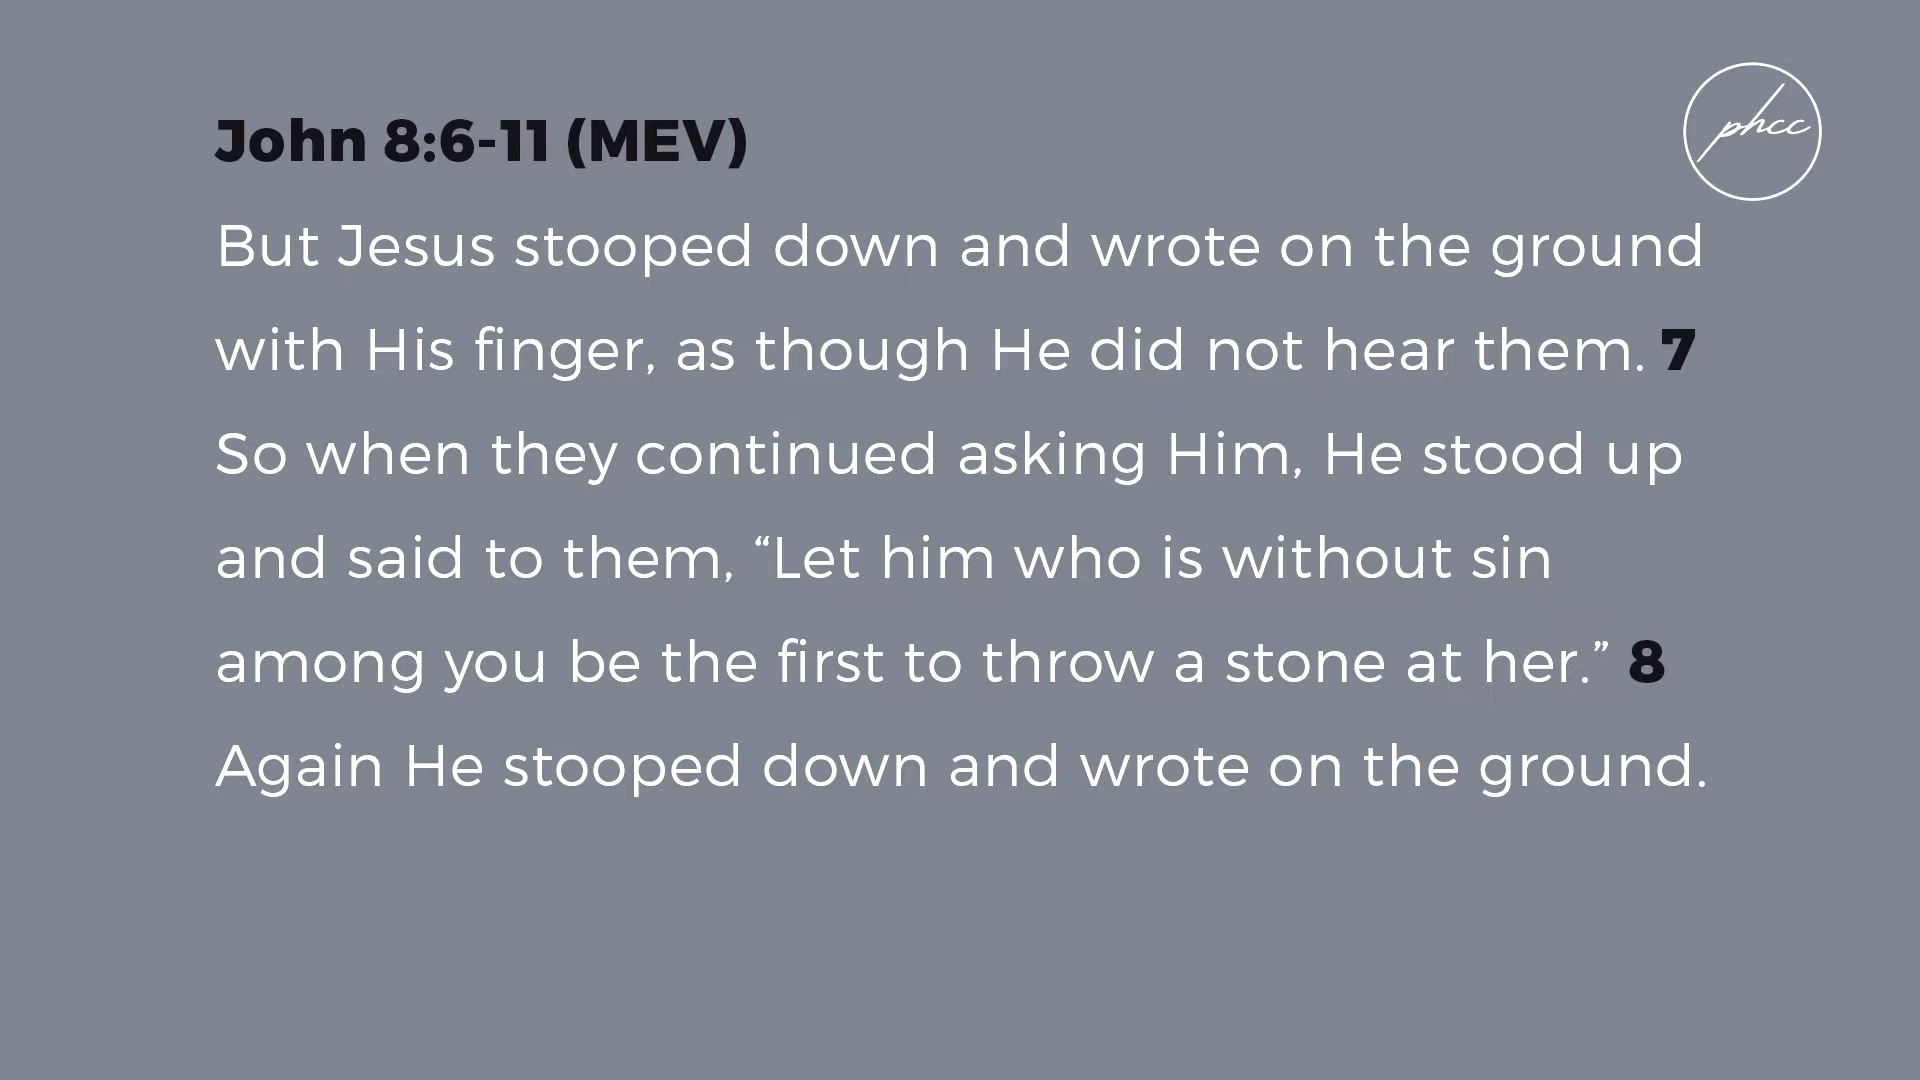 John 8:6-11 (MEV)
phcc
But Jesus stooped down and wrote on the ground
with His finger, as though He did not hear them. 7
So when they continued asking Him, He stood up
and said to them, “Let him who is without sin
among you be the first to throw a stone at her.” 8
Again He stooped down and wrote on the ground.